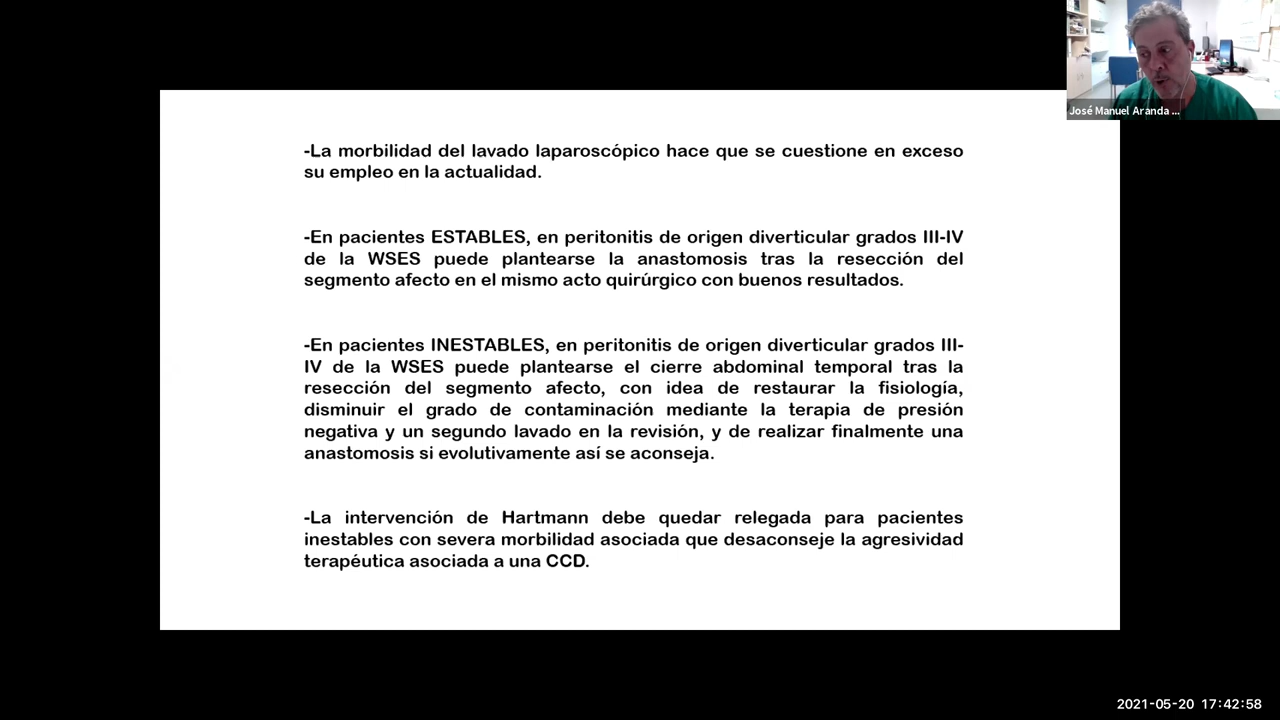 José Manuel Aranda ...
-La morbilidad del lavado laparoscópico hace que se cuestione en exceso
su empleo en la actualidad.
-En pacientes ESTABLES, en peritonitis de origen diverticular grados III-IV
de la WSES puede plantearse la anastomosis tras la resección del
segmento afecto en el mismo acto quirúrgico con buenos resultados.
-En pacientes INESTABLES, en peritonitis de origen diverticular grados III-
IV de la WSES puede plantearse el cierre abdominal temporal tras la
resección del segmento afecto, con idea de restaurar la fisiología,
disminuir el grado de contaminación mediante la terapia de presión
negativa y un segundo lavado en la revisión, y de realizar finalmente una
anastomosis si evolutivamente así se aconseja.
-La intervención de Hartmann debe quedar relegada para pacientes
inestables con severa morbilidad asociada que desaconseje la agresividad
terapéutica asociada a una CCD.
2021-05-20 17:42:58